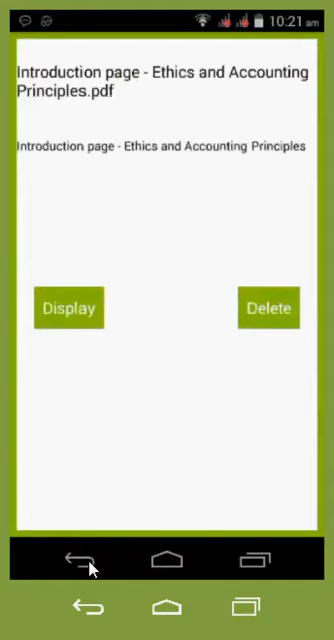 10:21 am
Introduction page - Ethics and Accounting
Principles.pdf
Introduction page - Ethics and Accounting Principles
Display
Delete